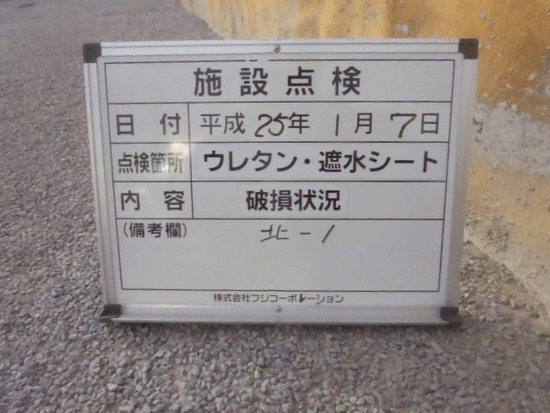 施設点検
日付 平成25年1月7日
点検箇所 ウレタン・遮水シート
内容 破損状況
(備考欄) 北-1
株式会社フジコーポレーション